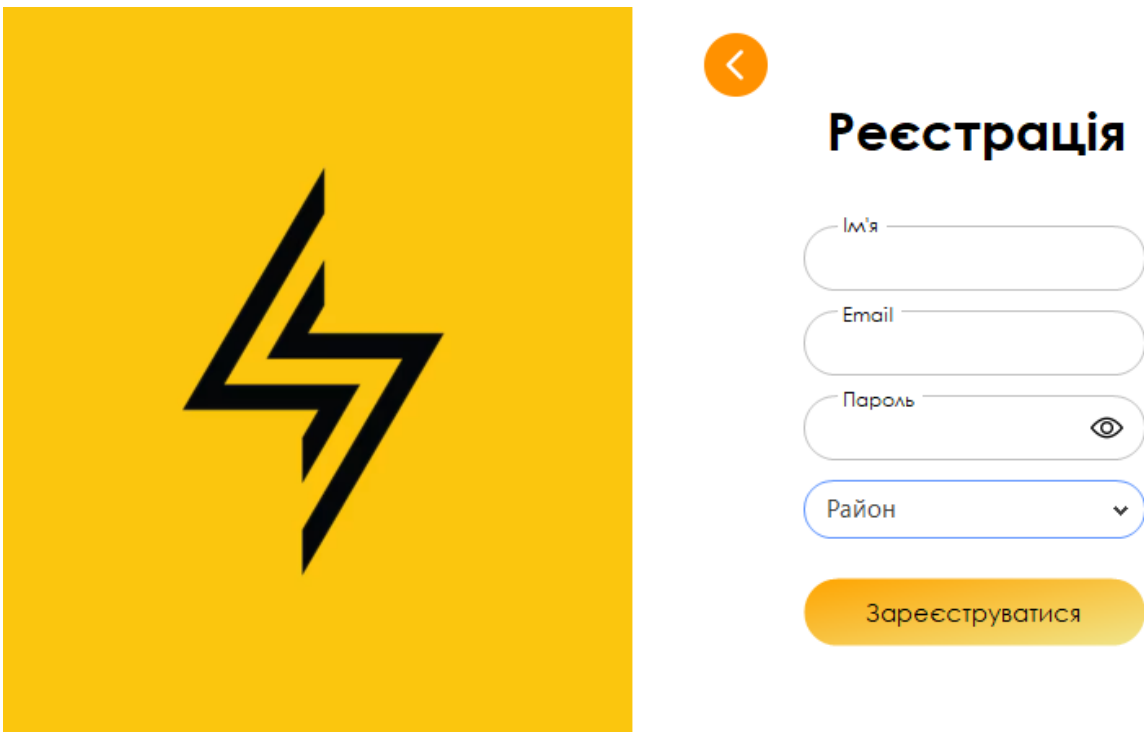 Реєстрація
Ім'я
Email
Пароль
Район
Зареєструватися